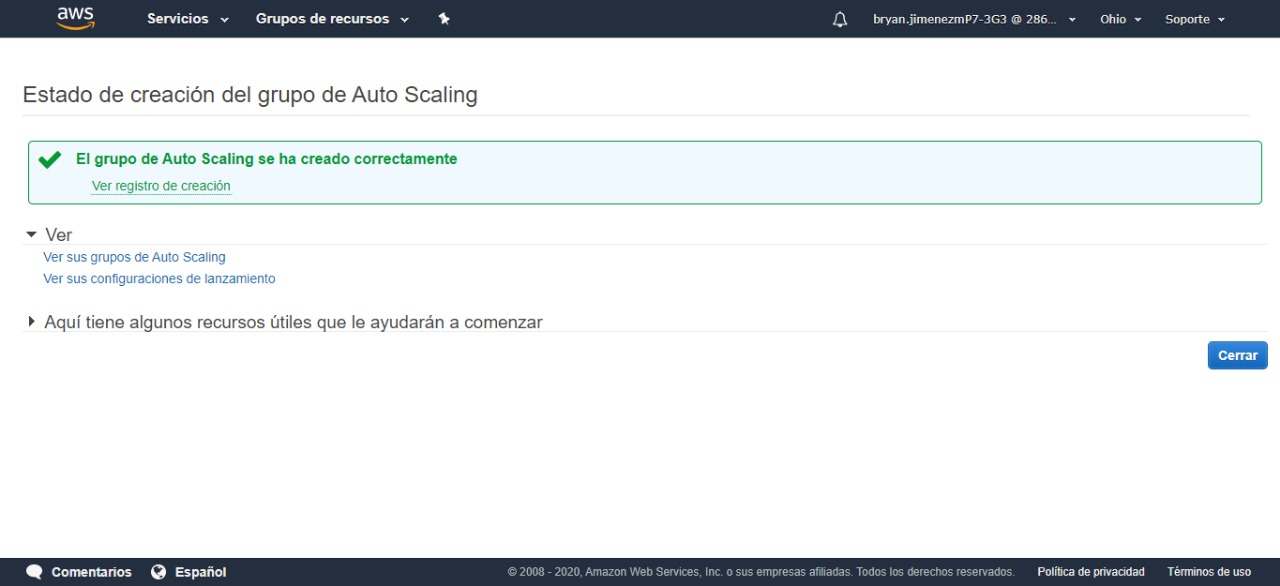 aws Servicios Grupos de recursos bryan.jimenezmP7-3G3 @ 286... Ohio Soporte
Estado de creación del grupo de Auto Scaling
El grupo de Auto Scaling se ha creado correctamente
Ver registro de creación
Ver
Ver sus grupos de Auto Scaling
Ver sus configuraciones de lanzamiento
Aquí tiene algunos recursos útiles que le ayudarán a comenzar
Cerrar
Comentarios Español © 2008 - 2020, Amazon Web Services, Inc. o sus empresas afiliadas. Todos los derechos reservados. Política de privacidad Términos de uso